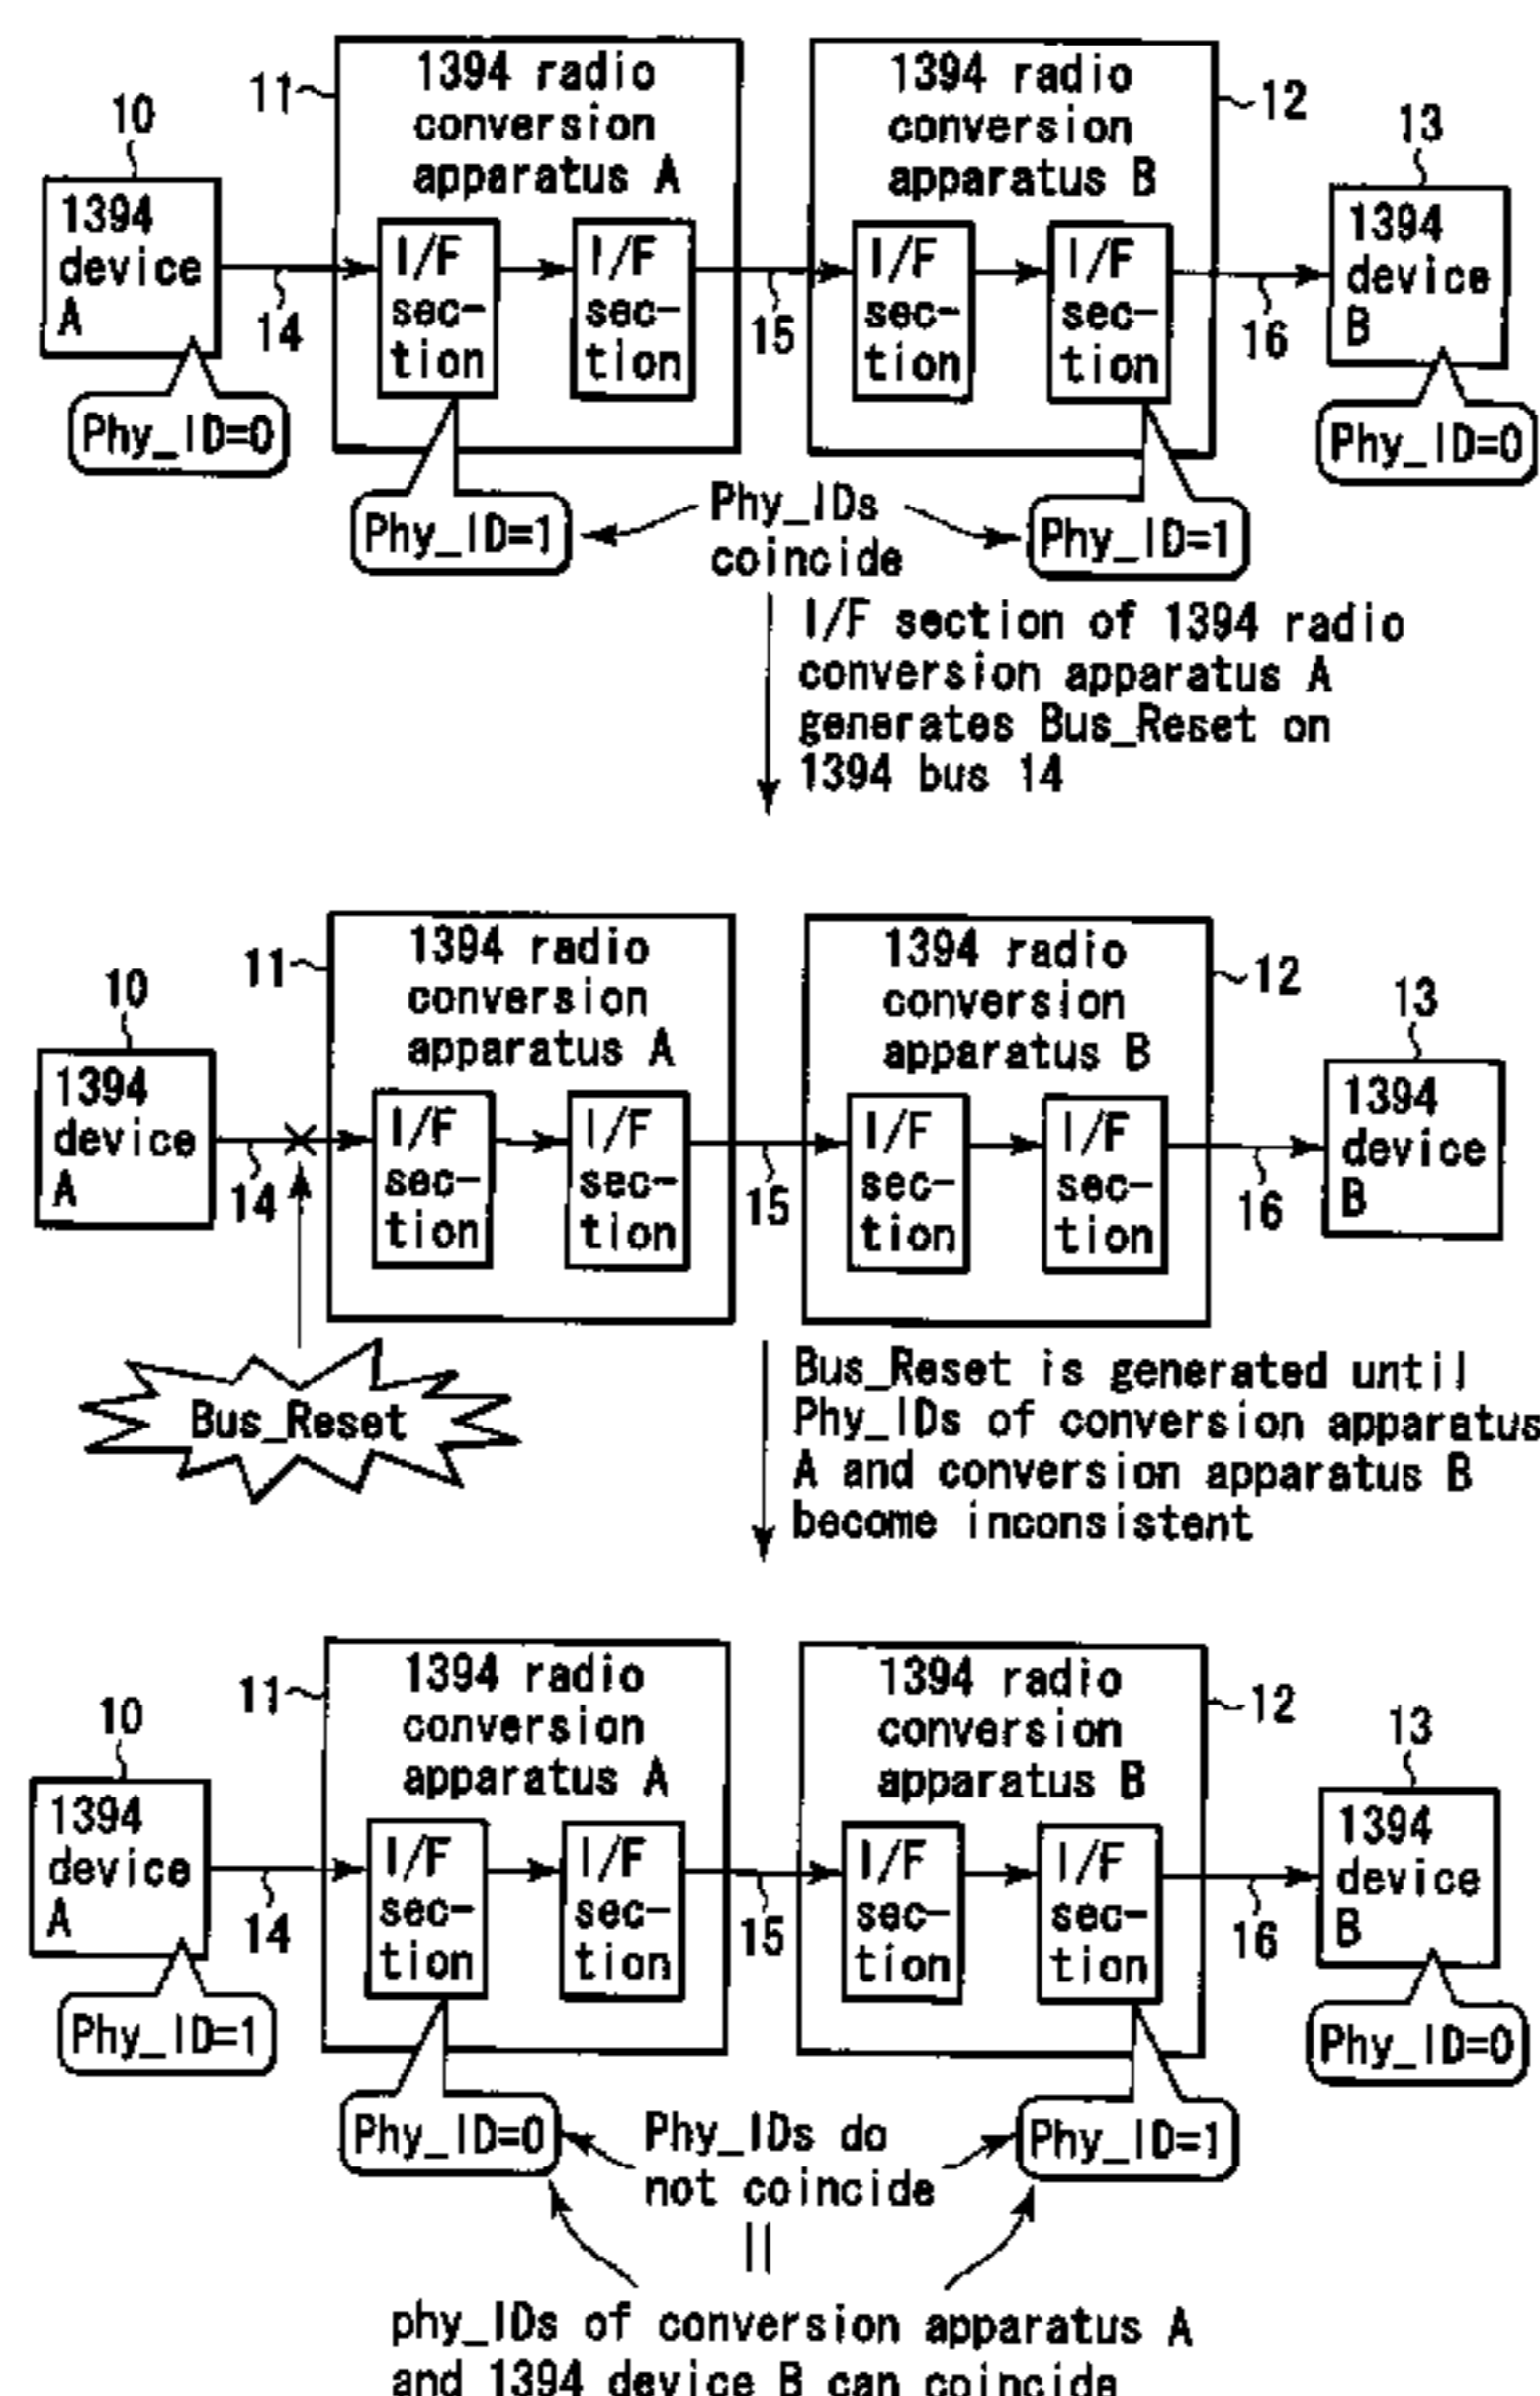 1394 radio
conversion
apparatus A
11
1394 radio
conversion
apparatus B
12
10
13
1394
device
A
I/F
sec-
tion
I/F
sec-
tion
I/F
sec-
tion
I/F
sec-
tion
1394
device
B
14
15
16
Phy_ID=0
Phy_ID=0
Phy_ID=1
Phy_IDs
coincide
Phy_ID=1
I/F section of 1394 radio
conversion apparatus A
generates Bus_Reset on
1394 bus 14
1394 radio
conversion
apparatus A
11
1394 radio
conversion
apparatus B
12
10
13
1394
device
A
I/F
sec-
tion
I/F
sec-
tion
I/F
sec-
tion
I/F
sec-
tion
1394
device
B
14
15
16
Bus_Reset
Bus_Reset is generated until
Phy_IDs of conversion apparatus
A and conversion apparatus B
become inconsistent
1394 radio
conversion
apparatus A
11
1394 radio
conversion
apparatus B
12
10
13
1394
device
A
I/F
sec-
tion
I/F
sec-
tion
I/F
sec-
tion
I/F
sec-
tion
1394
device
B
14
15
16
Phy_ID=1
Phy_ID=0
Phy_ID=0
Phy_IDs do
not coincide
Phy_ID=1
phy_IDs of conversion apparatus A
and 1394 device B can coincide